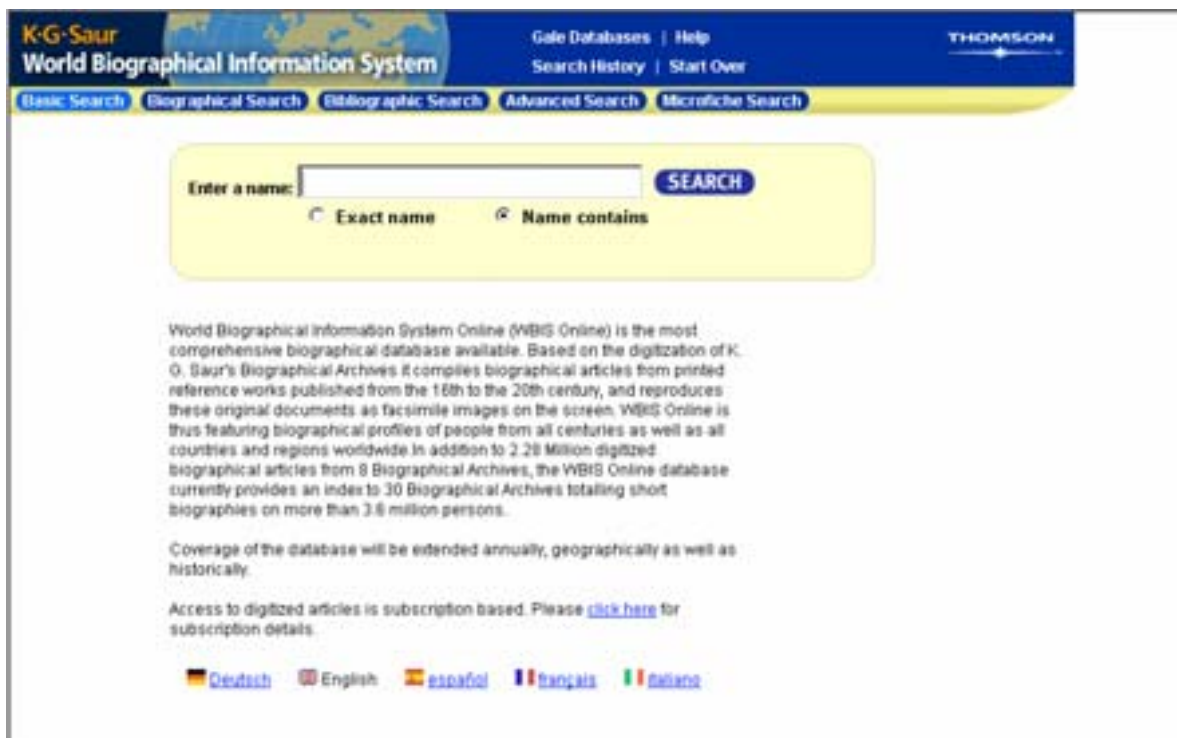 K·G·Saur
World Biographical Information System
Gale Databases | Help
Search History | Start Over
THOMSON
Basic Search Biographical Search Bibliographic Search Advanced Search Microfiche Search
Enter a name: SEARCH
Exact name Name contains
World Biographical Information System Online (WBIS Online) is the most
comprehensive biographical database available. Based on the digitization of K.
G. Saur's Biographical Archives it compiles biographical articles from printed
reference works published from the 16th to the 20th century, and reproduces
these original documents as facsimile images on the screen. WBIS Online is
thus featuring biographical profiles of people from all centuries as well as all
countries and regions worldwide.In addition to 2.28 Million digitized
biographical articles from 8 Biographical Archives, the WBIS Online database
currently provides an index to 30 Biographical Archives totalling short
biographies on more than 3.6 million persons.
Coverage of the database will be extended annually, geographically as well as
historically.
Access to digitized articles is subscription based. Please click here for
subscription details.
Deutsch English español français italiano